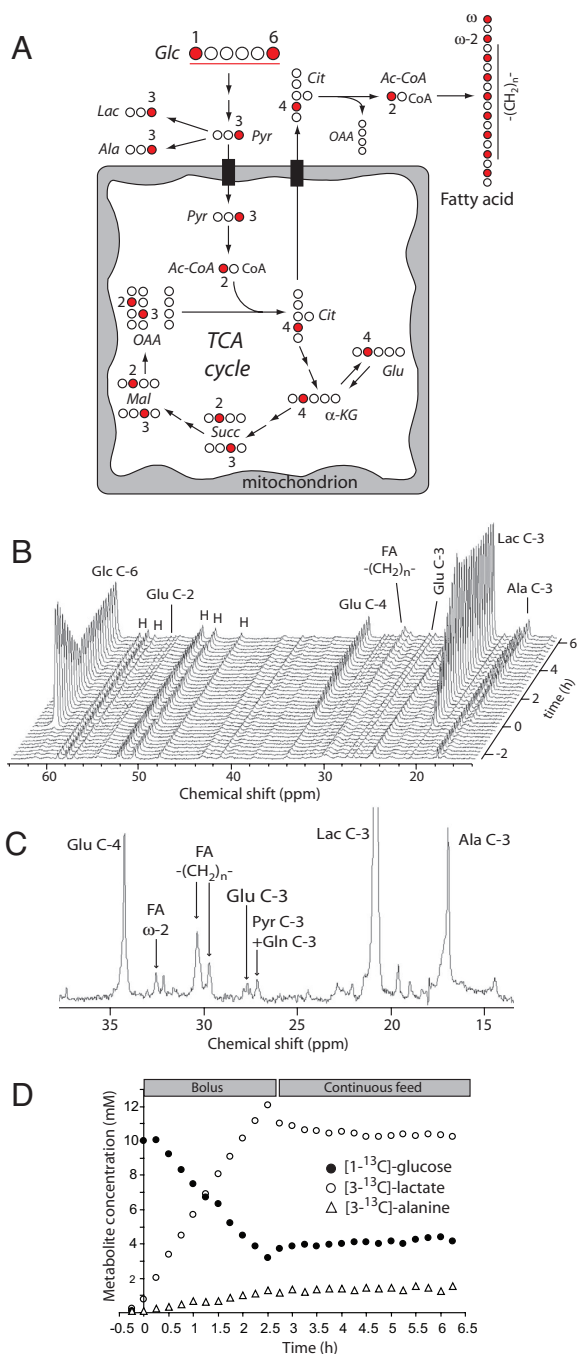 A
1 6
Glc
ω
ω-2
-(CH2)n-
Fatty acid
Cit
4
Ac-CoA
CoA
2
OAA
Lac
3
Ala
3
3
Pyr
Pyr
3
Ac-CoA
CoA
2
2
3
OAA
TCA
cycle
Cit
4
4
Glu
4
α-KG
2
Mal
3
2
Succ
3
mitochondrion
B
Glc C-6
Glu C-2
H H H H H
Glu C-4
FA
-(CH2)n-
Glu C-3
Lac C-3
Ala C-3
6
4
2
0
-2
time (h)
60 50 40 30 20
Chemical shift (ppm)
C
Glu C-4
FA
ω-2
FA
-(CH2)n-
Glu C-3
Pyr C-3
+Gln C-3
Lac C-3
Ala C-3
35 30 25 20 15
Chemical shift (ppm)
D
Bolus
Continuous feed
Metabolite concentration (mM)
12
10
8
6
4
2
[1-13C]-glucose
[3-13C]-lactate
[3-13C]-alanine
-0.5 0 0.5 1.5 2.5 3.5 4.5 5.5 6.5
Time (h)